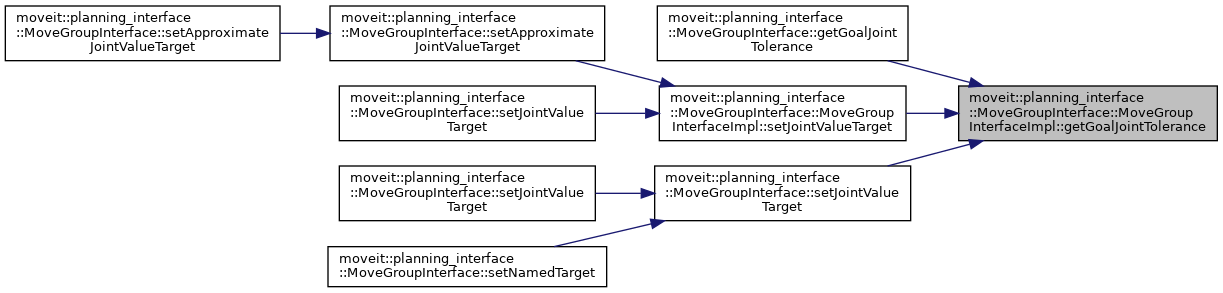 moveit::planning_interface
::MoveGroupInterface::setApproximate
JointValueTarget
moveit::planning_interface
::MoveGroupInterface::setApproximate
JointValueTarget
moveit::planning_interface
::MoveGroupInterface::getGoalJoint
Tolerance
moveit::planning_interface
::MoveGroupInterface::setJointValue
Target
moveit::planning_interface
::MoveGroupInterface::MoveGroup
InterfaceImpl::setJointValueTarget
moveit::planning_interface
::MoveGroupInterface::MoveGroup
InterfaceImpl::getGoalJointTolerance
moveit::planning_interface
::MoveGroupInterface::setJointValue
Target
moveit::planning_interface
::MoveGroupInterface::setJointValue
Target
moveit::planning_interface
::MoveGroupInterface::setNamedTarget